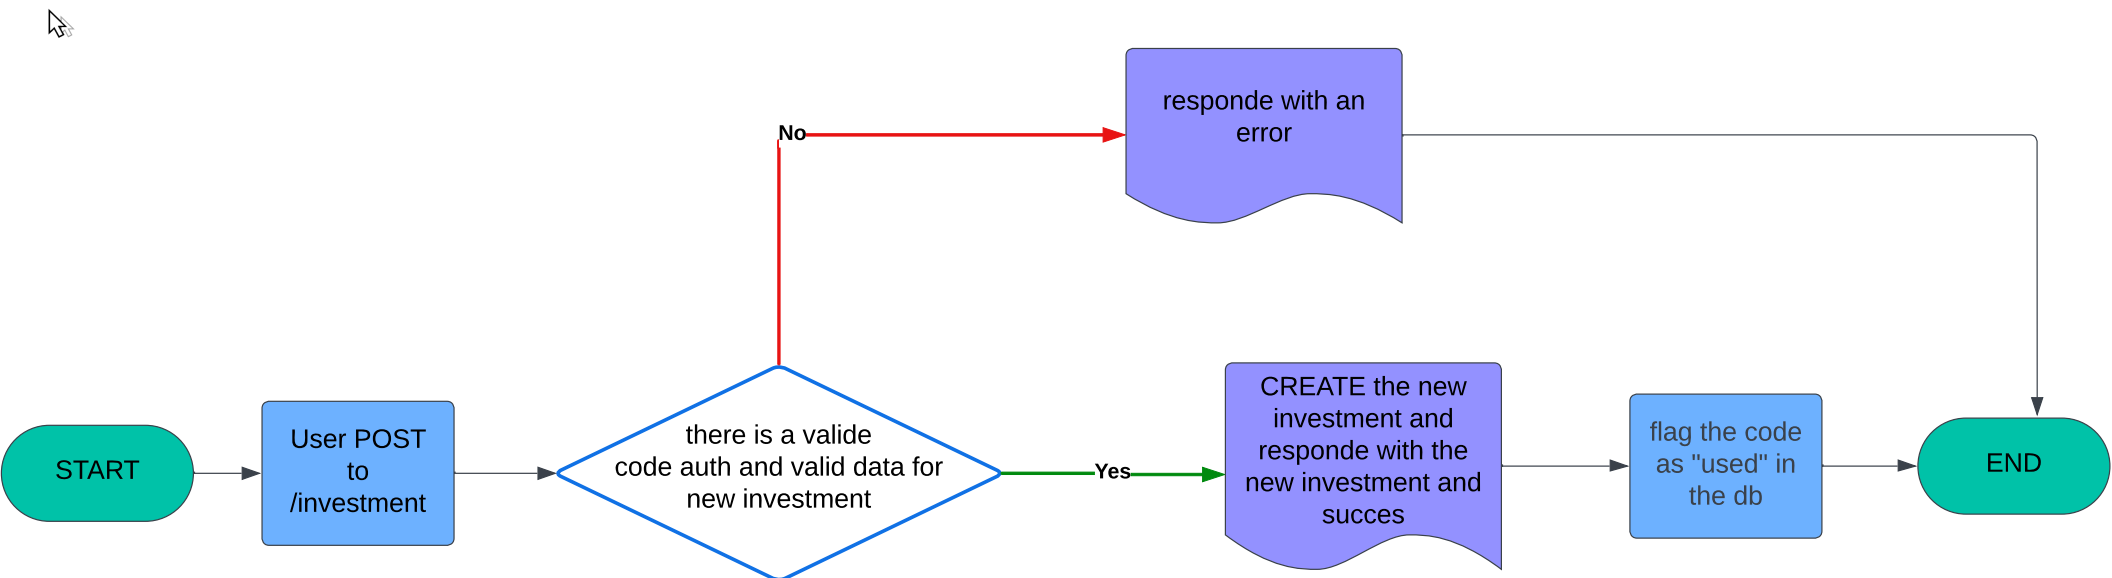 START
User POST
to
/investment
there is a valide
code auth and valid data for
new investment
No
responde with an
error
Yes
CREATE the new
investment and
responde with the
new investment and
succes
flag the code
as "used" in
the db
END